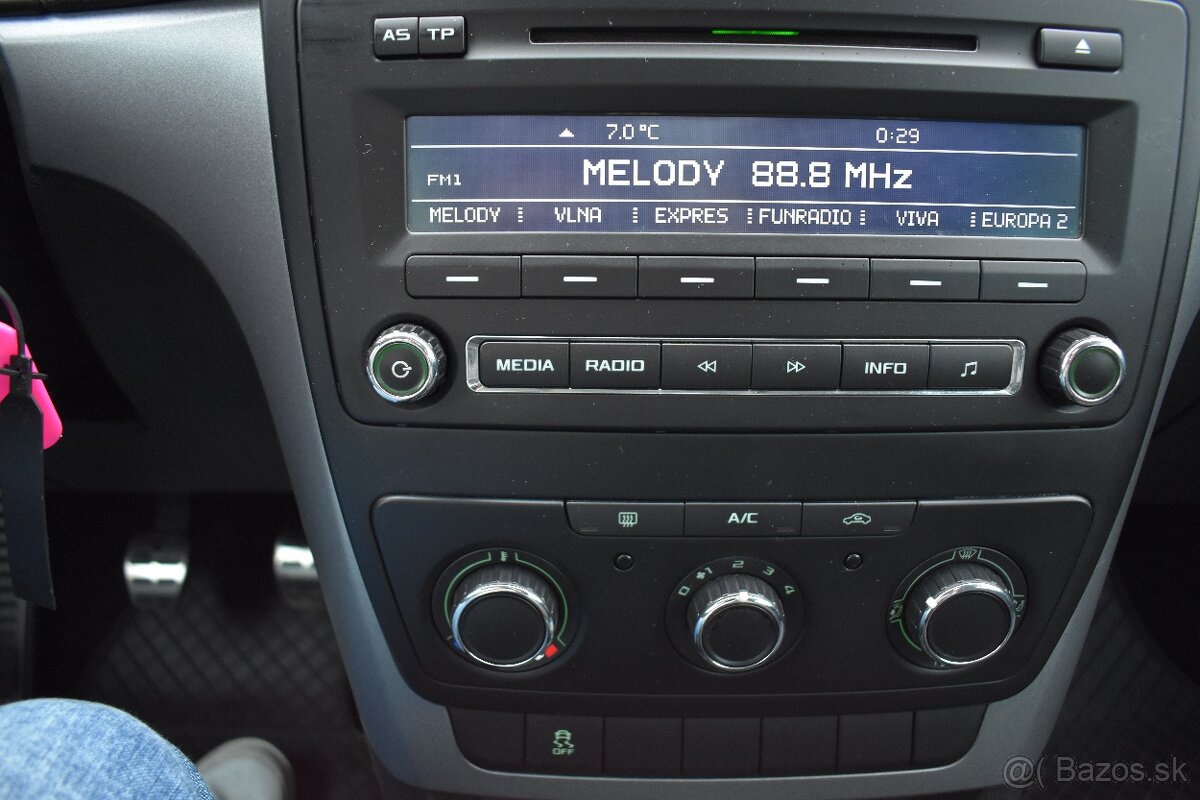 AS TP
7.0 °C 0:29
FM1 MELODY 88.8 MHz
MELODY VLNA EXPRES FUNRADIO VIVA EUROPA 2
MEDIA RADIO INFO
A/C
0 1 2 3 4
OFF
@( Bazos.sk